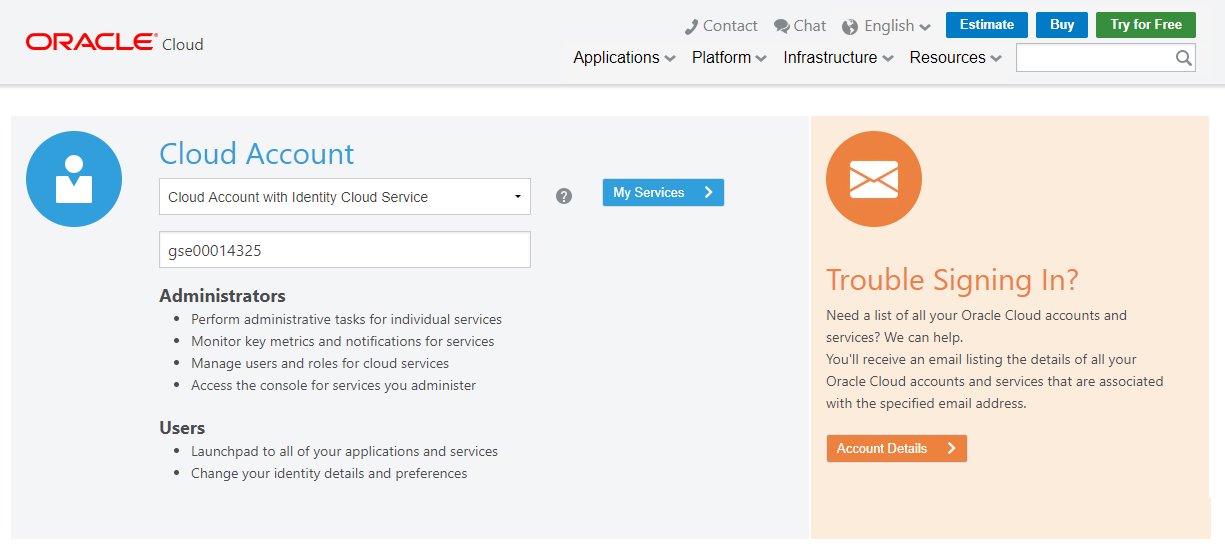 Contact Chat English Estimate Buy Try for Free
ORACLE® Cloud
Applications Platform Infrastructure Resources
Cloud Account
Cloud Account with Identity Cloud Service ? My Services
gse00014325
Administrators
• Perform administrative tasks for individual services
• Monitor key metrics and notifications for services
• Manage users and roles for cloud services
• Access the console for services you administer
Users
• Launchpad to all of your applications and services
• Change your identity details and preferences
Trouble Signing In?
Need a list of all your Oracle Cloud accounts and
services? We can help.
You'll receive an email listing the details of all your
Oracle Cloud accounts and services that are associated
with the specified email address.
Account Details